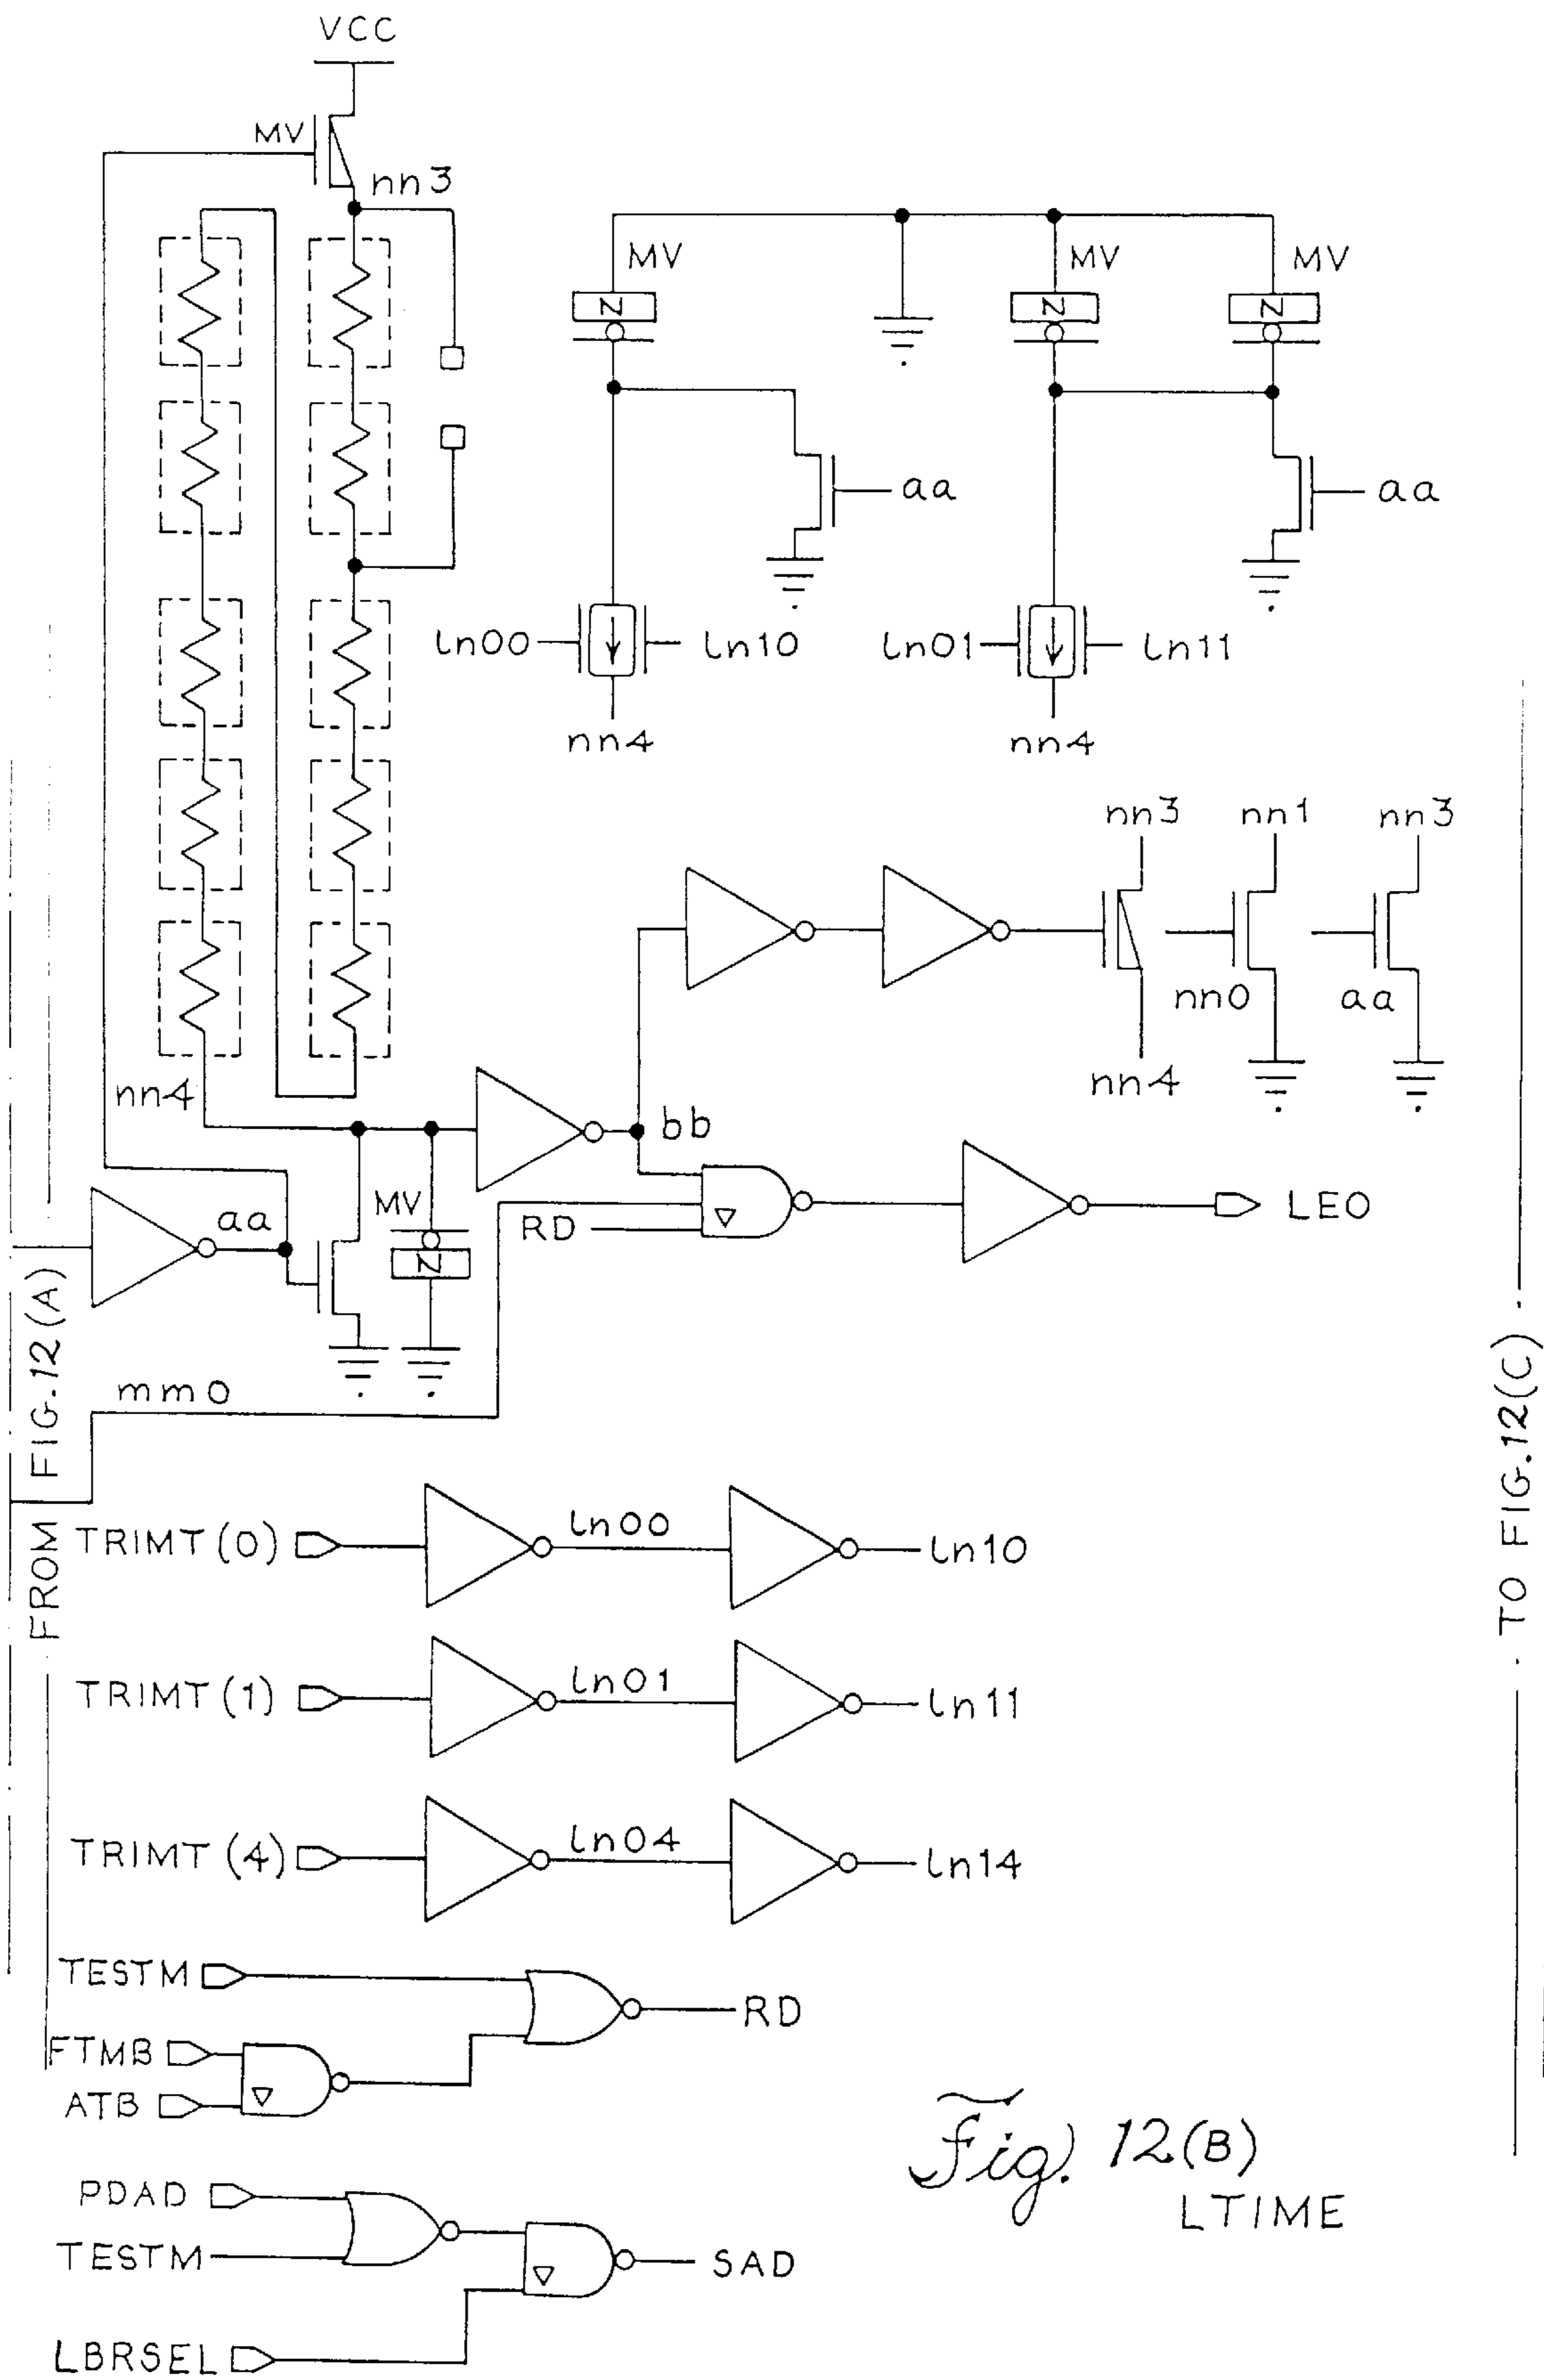 VCC
MV
nn3
MV
MV
MV
N
N
N
aa
aa
ln00
ln10
ln01
ln11
nn4
nn4
nn3
nn1
nn3
nn0
aa
nn4
nn4
bb
aa
MV
N
RD
LEO
mm0
FROM FIG.12(A)
TO FIG.12(C)
TRIMT(0)
ln00
ln10
TRIMT(1)
ln01
ln11
TRIMT(4)
ln04
ln14
TESTM
RD
FTMB
ATB
PDAD
TESTM
SAD
LBRSEL
Fig. 12(B)
LTIME